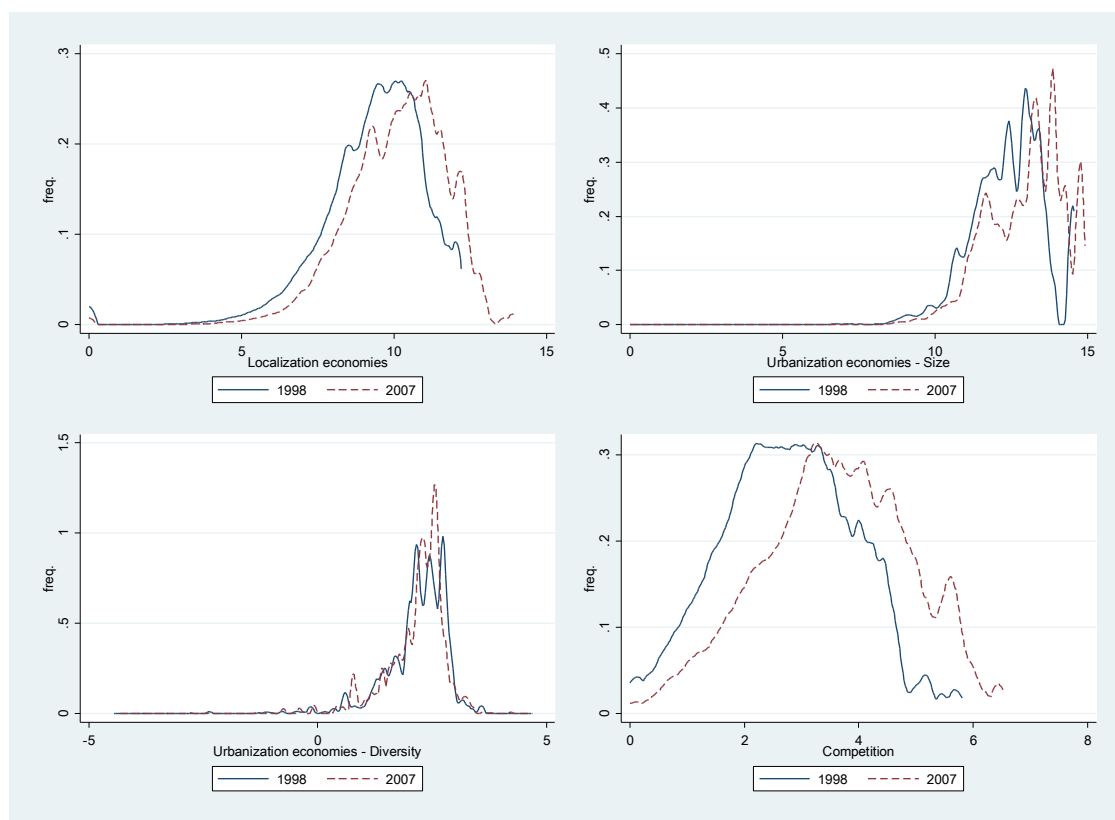 .3
.2
.1
0
freq.
0 5 10 15
Localization economies
1998 2007
.5
.4
.3
.2
.1
0
freq.
0 5 10 15
Urbanization economies - Size
1998 2007
1.5
1
.5
0
freq.
-5 0 5
Urbanization economies - Diversity
1998 2007
.3
.2
.1
0
freq.
0 2 4 6 8
Competition
1998 2007